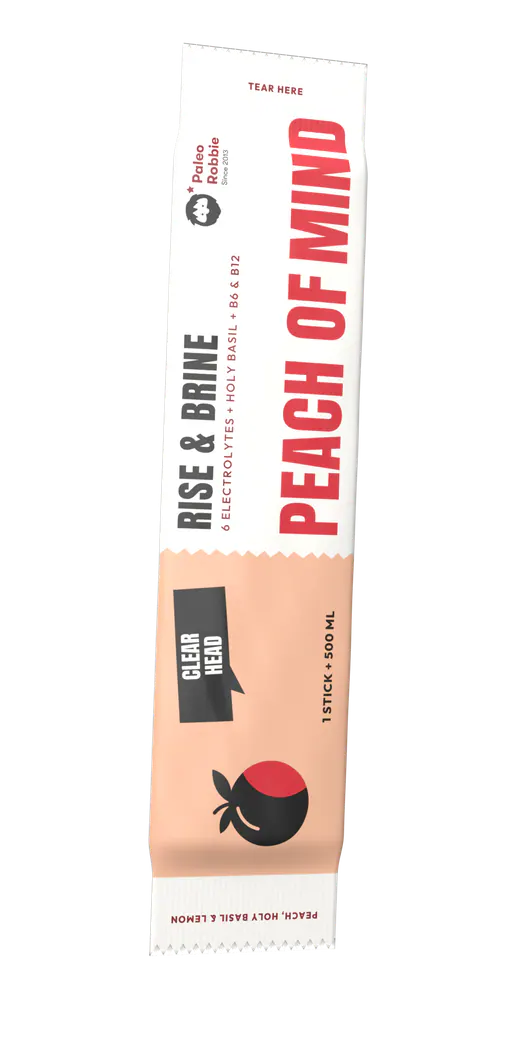 TEAR HERE
Paleo
Robbie
Since 2013
RISE & BRINE
6 ELECTROLYTES + HOLY BASIL + B6 & B12
PEACH OF MIND
CLEAR
HEAD
1 STICK + 500 ML
PEACH, HOLY BASIL & LEMON